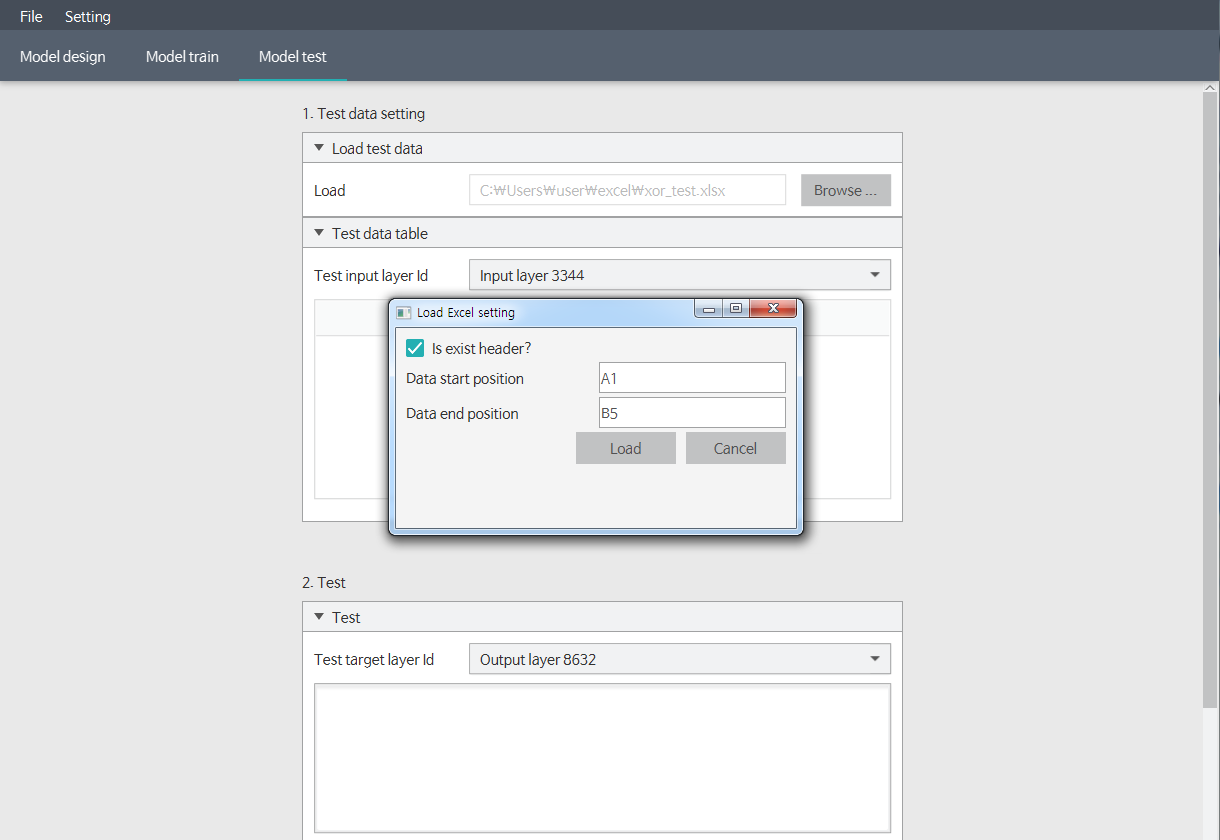 File Setting
Model design Model train Model test
1. Test data setting
Load test data
Load C:₩Users₩user₩excel₩xor_test.xlsx Browse ...
Test data table
Test input layer Id Input layer 3344
Load Excel setting
Is exist header?
Data start position A1
Data end position B5
Load Cancel
2. Test
Test
Test target layer Id Output layer 8632